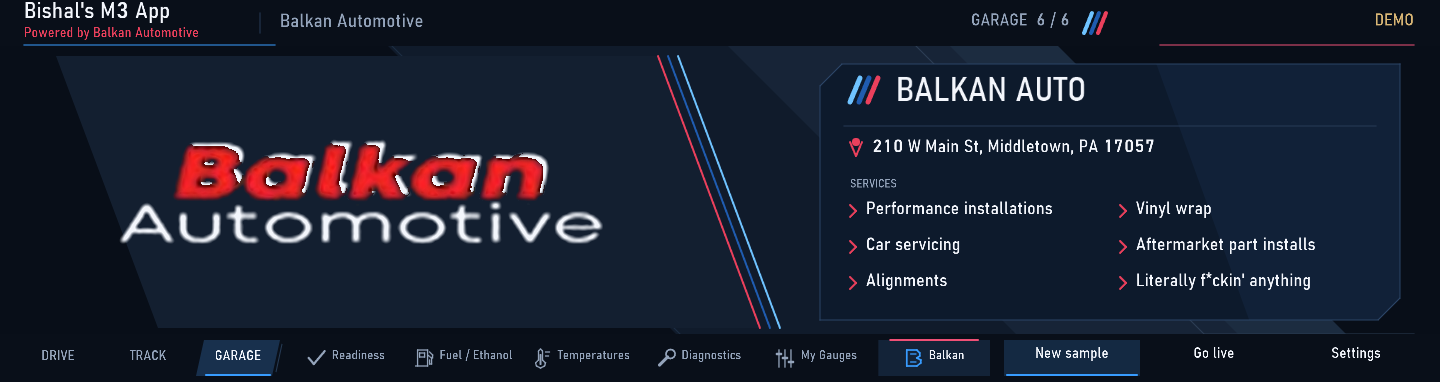 Bishal's M3 App
Powered by Balkan Automotive
Balkan Automotive
GARAGE 6 / 6
DEMO
Balkan
Automotive
BALKAN AUTO
210 W Main St, Middletown, PA 17057
SERVICES
Performance installations
Vinyl wrap
Car servicing
Aftermarket part installs
Alignments
Literally f*ckin' anything
DRIVE
TRACK
GARAGE
Readiness
Fuel / Ethanol
Temperatures
Diagnostics
My Gauges
Balkan
New sample
Go live
Settings